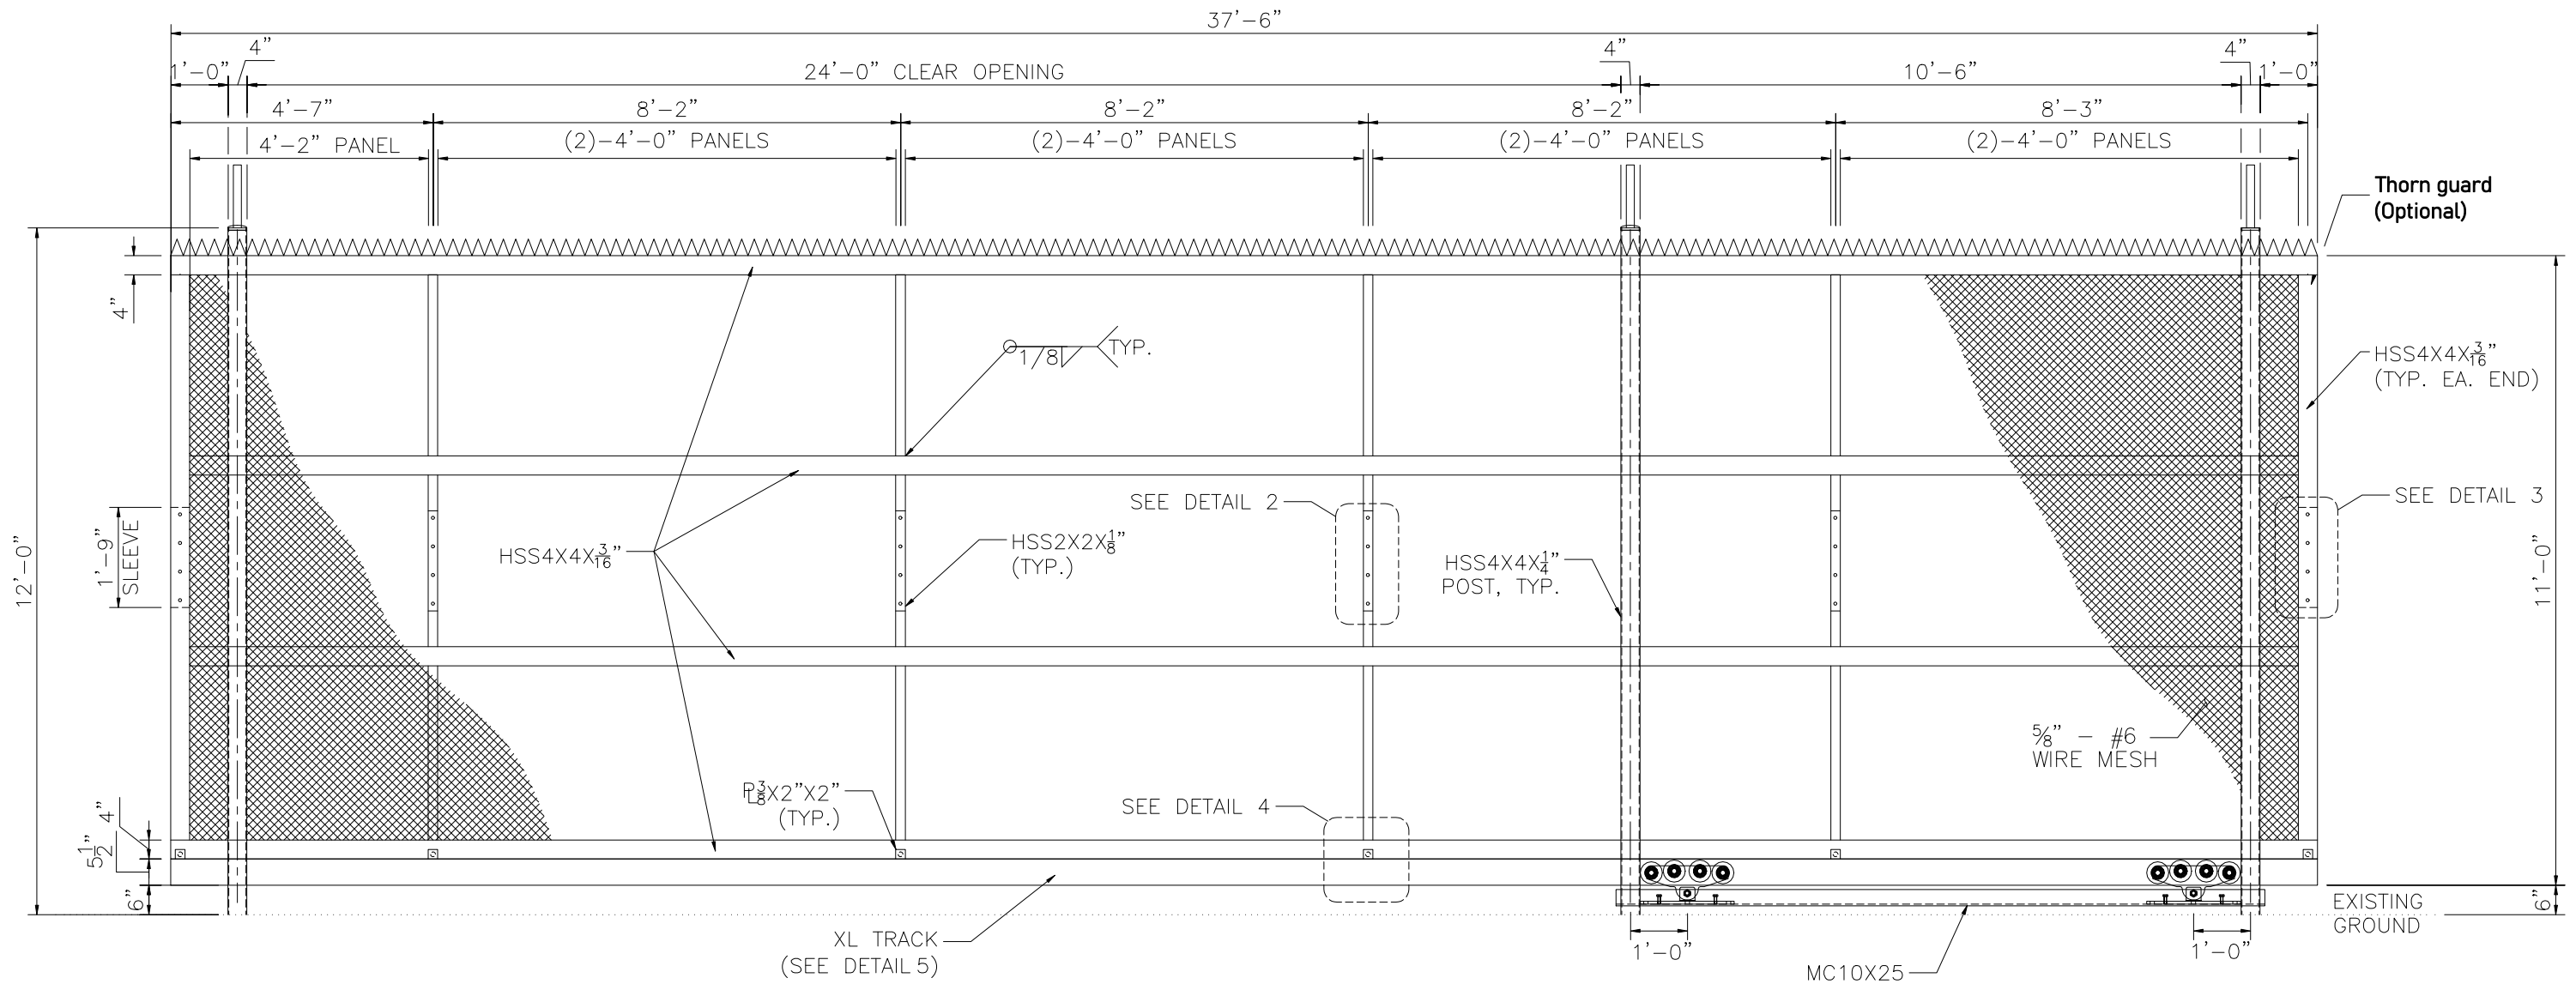 37'-6"
4"
4"
4"
1'-0"
24'-0" CLEAR OPENING
10'-6"
1'-0"
4'-7"
8'-2"
8'-2"
8'-2"
8'-3"
4'-2" PANEL
(2)-4'-0" PANELS
(2)-4'-0" PANELS
(2)-4'-0" PANELS
(2)-4'-0" PANELS
Thorn guard
(Optional)
4"
1/8
TYP.
HSS4X4X3/16"
(TYP. EA. END)
SEE DETAIL 2
SEE DETAIL 3
12'-0"
1'-9"
SLEEVE
HSS4X4X3/16"
HSS2X2X1/8"
(TYP.)
HSS4X4X1/4"
POST, TYP.
11'-0"
5/8" - #6
WIRE MESH
PL3/8X2"X2"
(TYP.)
SEE DETAIL 4
4"
5 1/2"
6"
6"
EXISTING
GROUND
XL TRACK
(SEE DETAIL 5)
1'-0"
1'-0"
MC10X25